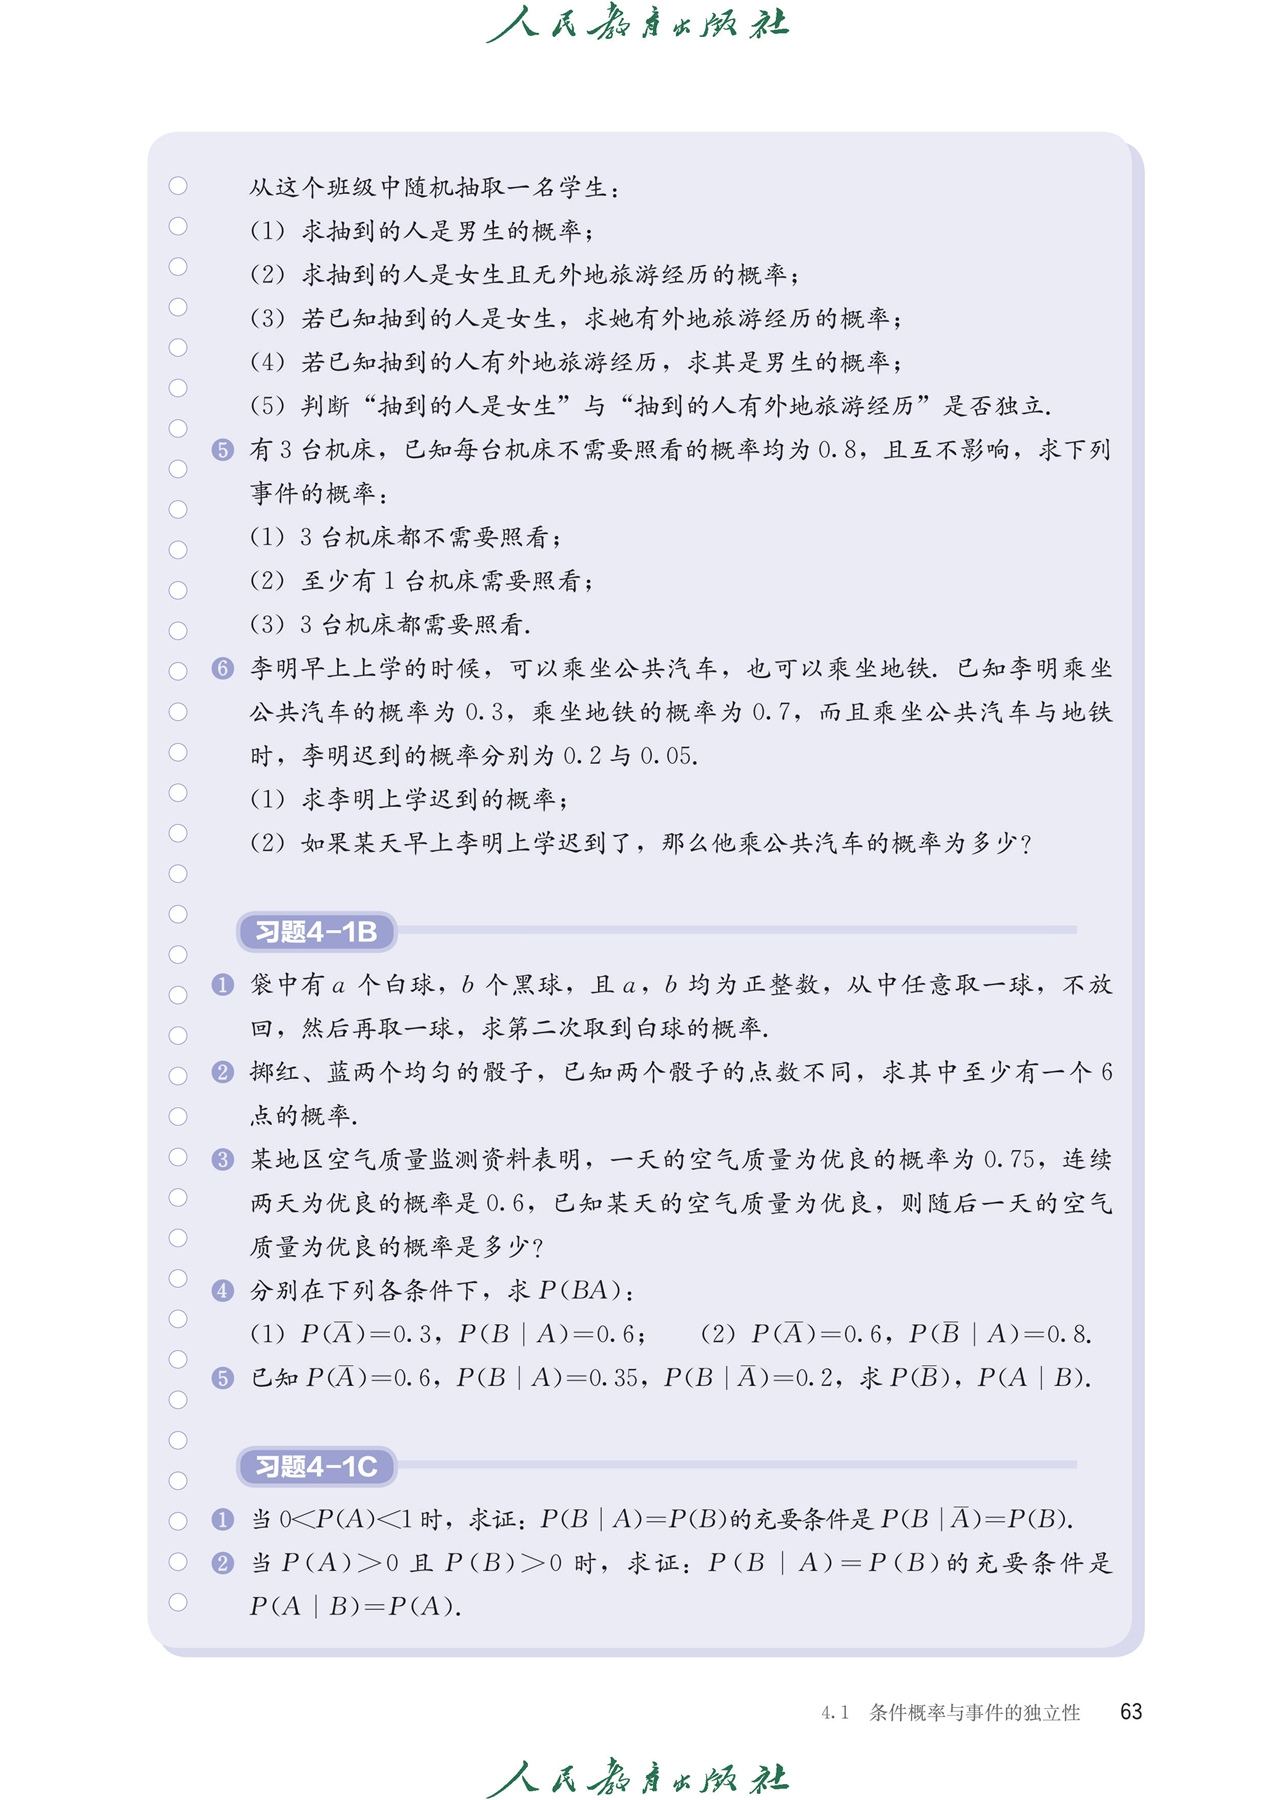 人民教育出版社
从这个班级中随机抽取一名学生：
（1）求抽到的人是男生的概率；
（2）求抽到的人是女生且无外地旅游经历的概率；
（3）若已知抽到的人是女生，求她有外地旅游经历的概率；
（4）若已知抽到的人有外地旅游经历，求其是男生的概率；
（5）判断“抽到的人是女生”与“抽到的人有外地旅游经历”是否独立.
5 有3台机床，已知每台机床不需要照看的概率均为0.8，且互不影响，求下列
事件的概率：
（1）3台机床都不需要照看；
（2）至少有1台机床需要照看；
（3）3台机床都需要照看.
6 李明早上上学的时候，可以乘坐公共汽车，也可以乘坐地铁. 已知李明乘坐
公共汽车的概率为0.3，乘坐地铁的概率为0.7，而且乘坐公共汽车与地铁
时，李明迟到的概率分别为0.2与0.05.
（1）求李明上学迟到的概率；
（2）如果某天早上李明上学迟到了，那么他乘公共汽车的概率为多少？
习题4-1B
1 袋中有a个白球，b个黑球，且a，b均为正整数，从中任意取一球，不放
回，然后再取一球，求第二次取到白球的概率.
2 掷红、蓝两个均匀的骰子，已知两个骰子的点数不同，求其中至少有一个6
点的概率.
3 某地区空气质量监测资料表明，一天的空气质量为优良的概率为0.75，连续
两天为优良的概率是0.6，已知某天的空气质量为优良，则随后一天的空气
质量为优良的概率是多少？
4 分别在下列各条件下，求P(BA)：
（1）P(A̅)=0.3，P(B|A)=0.6； （2）P(A̅)=0.6，P(B̅|A)=0.8.
5 已知P(A̅)=0.6，P(B|A)=0.35，P(B|A̅)=0.2，求P(B̅)，P(A|B).
习题4-1C
1 当0<P(A)<1时，求证：P(B|A)=P(B)的充要条件是P(B|A̅)=P(B).
2 当P(A)>0且P(B)>0时，求证：P(B|A)=P(B)的充要条件是
P(A|B)=P(A).
4.1 条件概率与事件的独立性 63
人民教育出版社